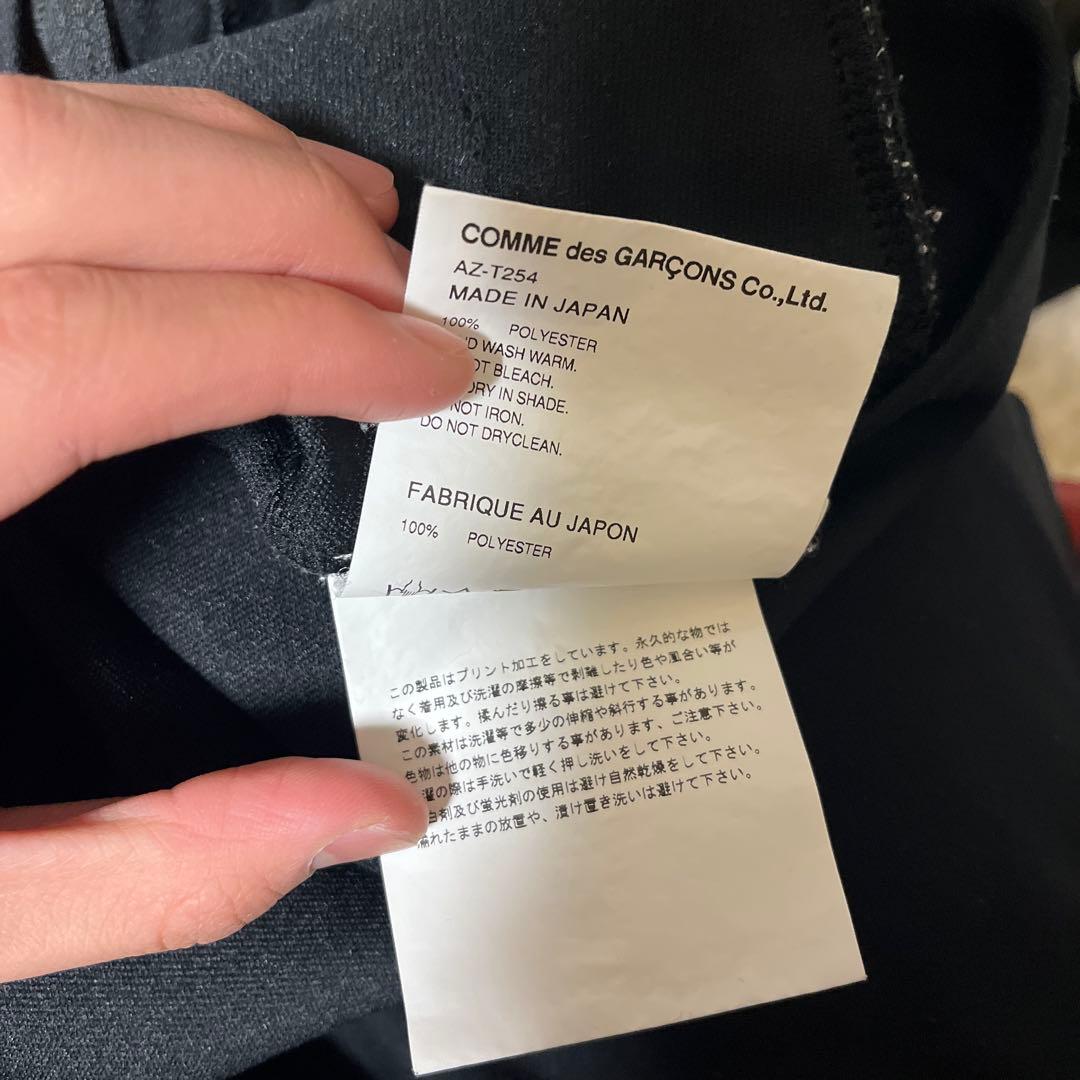 COMME des GARÇONS Co.,Ltd.
AZ-T254
MADE IN JAPAN
100% POLYESTER
WASH WARM.
BLEACH.
DRY IN SHADE.
NOT IRON.
DO NOT DRYCLEAN.
FABRIQUE AU JAPON
100% POLYESTER
この製品はプリント加工をしています。永久的な物では
なく着用及び洗濯の摩擦等で剥離したり色や風合い等が
変化します。揉んだり擦る事は避けて下さい。
この素材は洗濯等で多少の伸縮や斜行する事があります。
色物は他の物に色移りする事があります、ご注意下さい。
濯の際は手洗いで軽く押し洗いをして下さい。
白剤及び蛍光剤の使用は避け自然乾燥をして下さい。
濡れたままの放置や、漬け置き洗いは避けて下さい。